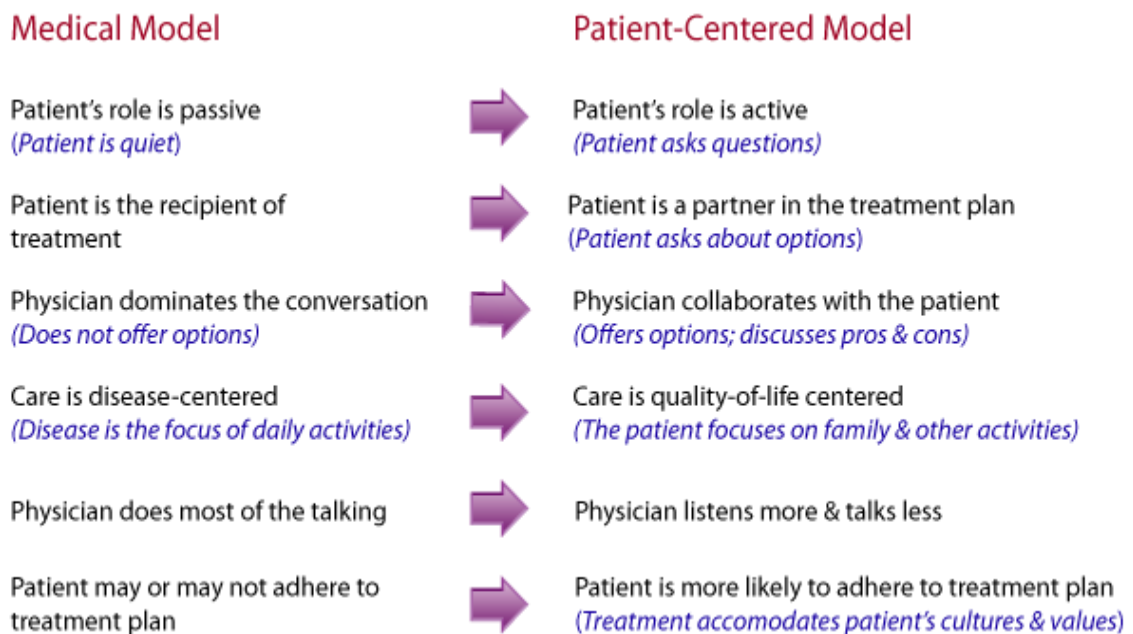 Medical Model
Patient-Centered Model
Patient's role is passive
(Patient is quiet)
Patient's role is active
(Patient asks questions)
Patient is the recipient of
treatment
Patient is a partner in the treatment plan
(Patient asks about options)
Physician dominates the conversation
(Does not offer options)
Physician collaborates with the patient
(Offers options; discusses pros & cons)
Care is disease-centered
(Disease is the focus of daily activities)
Care is quality-of-life centered
(The patient focuses on family & other activities)
Physician does most of the talking
Physician listens more & talks less
Patient may or may not adhere to
treatment plan
Patient is more likely to adhere to treatment plan
(Treatment accomodates patient's cultures & values)